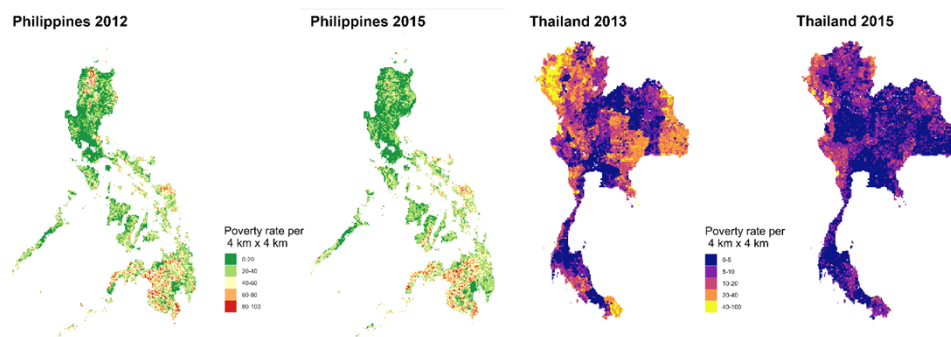 Philippines 2012
Philippines 2015
Thailand 2013
Thailand 2015
Poverty rate per
4 km x 4 km
0-20
20-40
40-60
60-80
80-100
Poverty rate per
4 km x 4 km
0-5
5-10
10-20
20-40
40-100